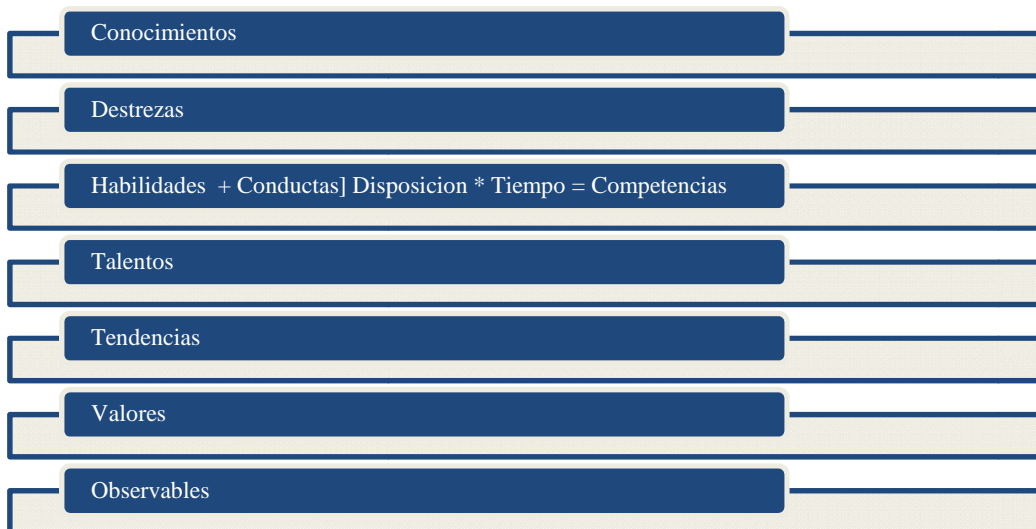 Conocimientos
Destrezas
Habilidades + Conductas] Disposicion * Tiempo = Competencias
Talentos
Tendencias
Valores
Observables